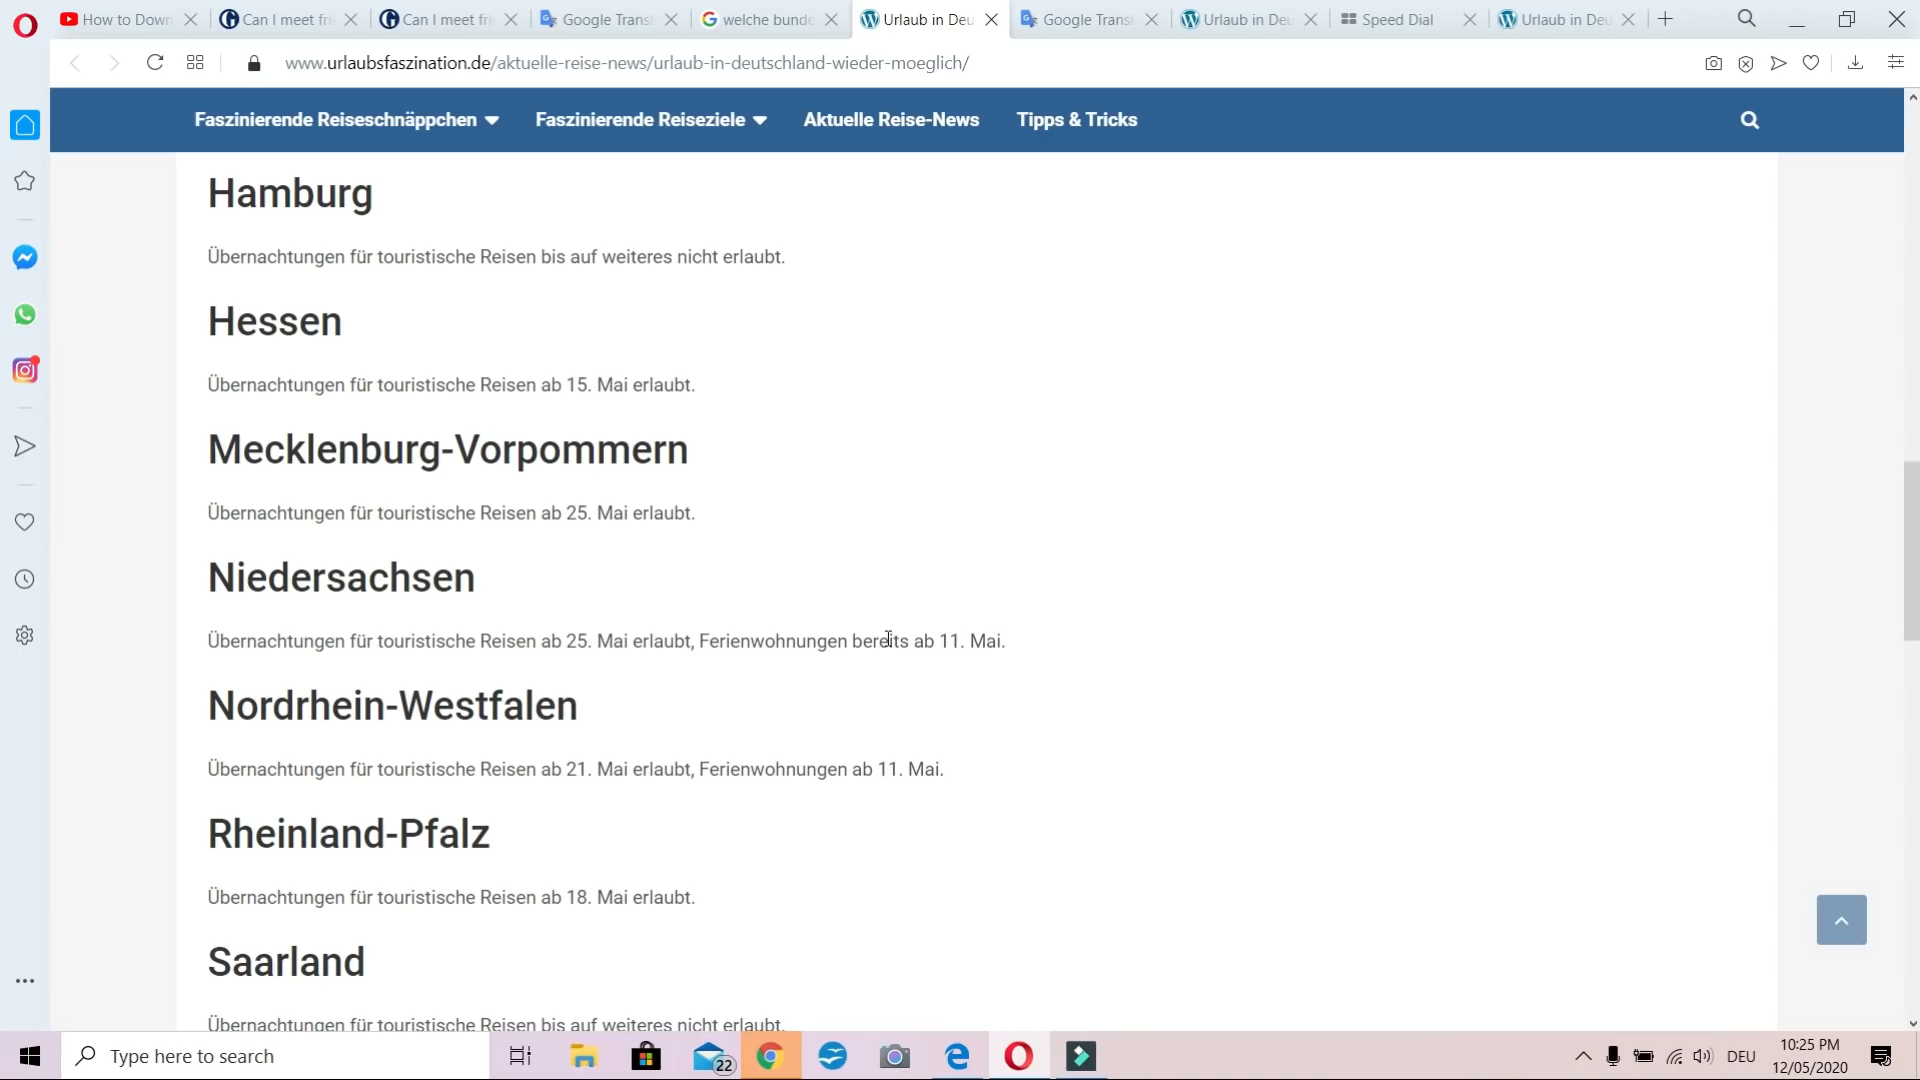 How to Down
Can I meet fri
Can I meet fri
Google Transl
welche bunde
Urlaub in Deu
Google Transl
Urlaub in Deu
Speed Dial
Urlaub in Deu
www.urlaubsfaszination.de/aktuelle-reise-news/urlaub-in-deutschland-wieder-moeglich/
Faszinierende Reiseschnäppchen Faszinierende Reiseziele Aktuelle Reise-News Tipps & Tricks
Hamburg
Übernachtungen für touristische Reisen bis auf weiteres nicht erlaubt.
Hessen
Übernachtungen für touristische Reisen ab 15. Mai erlaubt.
Mecklenburg-Vorpommern
Übernachtungen für touristische Reisen ab 25. Mai erlaubt.
Niedersachsen
Übernachtungen für touristische Reisen ab 25. Mai erlaubt, Ferienwohnungen bereits ab 11. Mai.
Nordrhein-Westfalen
Übernachtungen für touristische Reisen ab 21. Mai erlaubt, Ferienwohnungen ab 11. Mai.
Rheinland-Pfalz
Übernachtungen für touristische Reisen ab 18. Mai erlaubt.
Saarland
Übernachtungen für touristische Reisen bis auf weiteres nicht erlaubt.
Type here to search
22
DEU
10:25 PM
12/05/2020